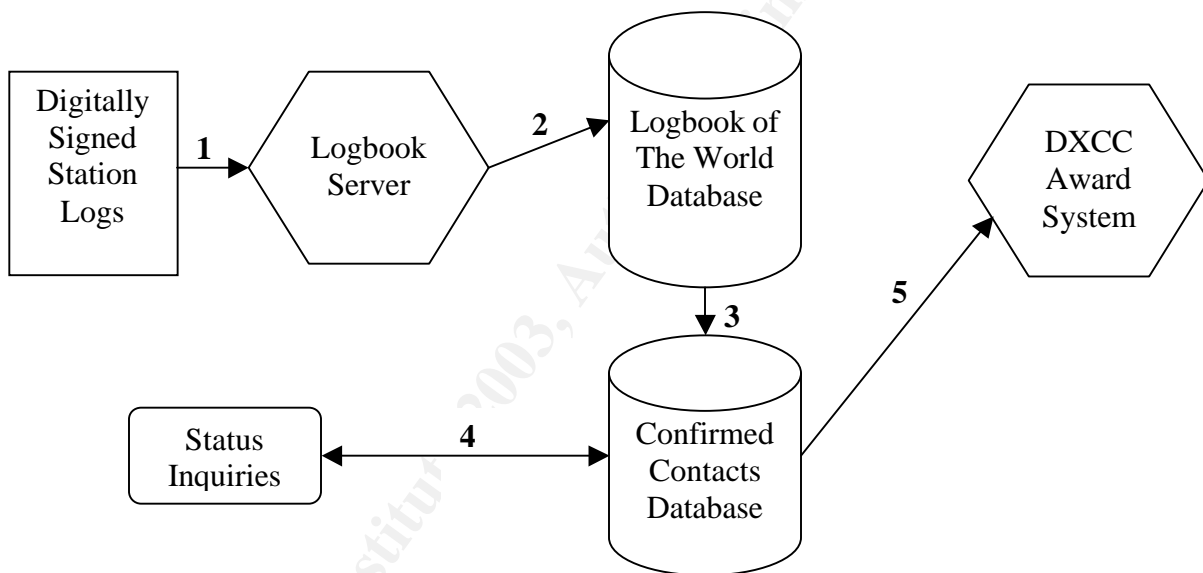 Digitally
Signed
Station
Logs
1
Logbook
Server
2
Logbook of
The World
Database
DXCC
Award
System
3
5
Status
Inquiries
4
Confirmed
Contacts
Database
2003,